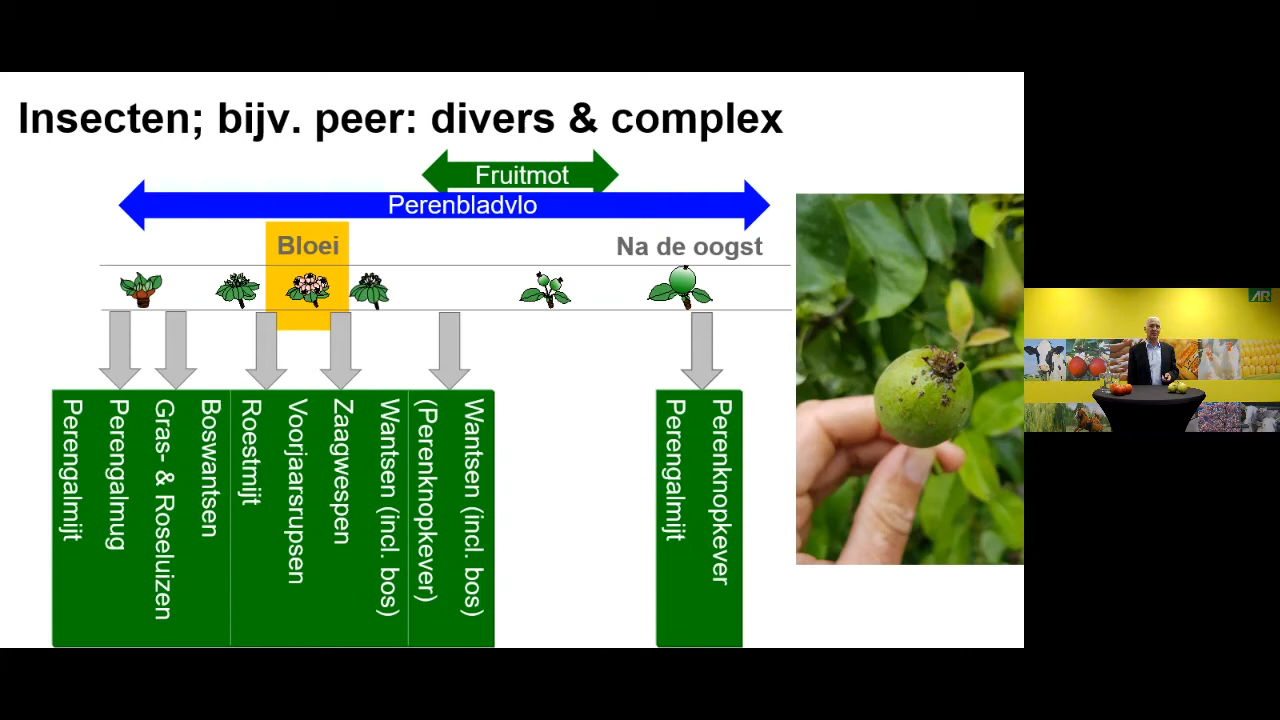 Insecten; bijv. peer: divers & complex
Fruitmot
Perenbladvlo
Bloei
Na de oogst
Perengalmijt
Perengalmug
Gras- & Roseluizen
Boswantsen
Roestmijt
Voorjaarsrupsen
Zaagwespen
Wantsen (incl. bos)
(Perenknopkever)
Wantsen (incl. bos)
Perengalmijt
Perenknopkever
AR